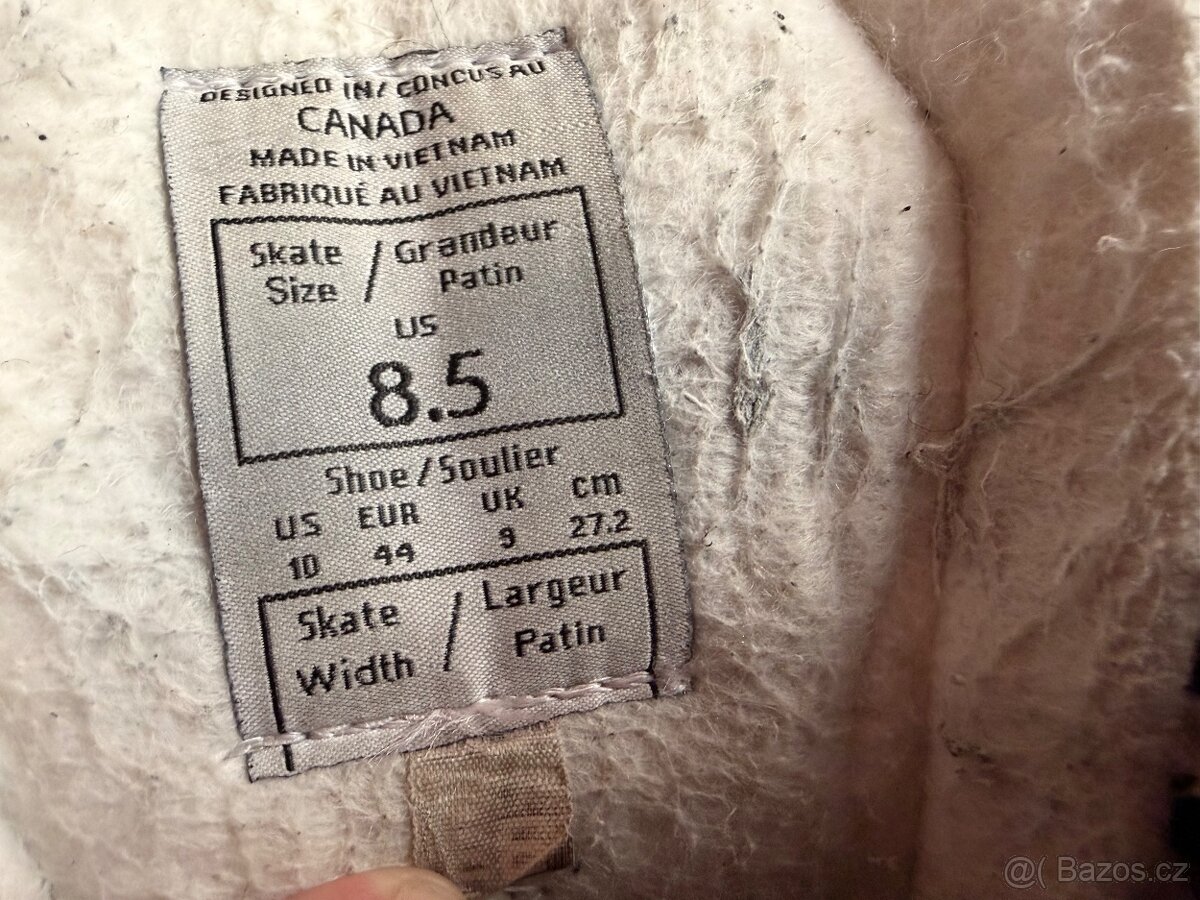 DESIGNED IN / CONCUS AU
CANADA
MADE IN VIETNAM
FABRIQUÉ AU VIETNAM
Skate / Grandeur
Size Patin
US
8.5
Shoe / Soulier
US EUR UK cm
10 44 9 27.2
Skate / Largeur
Width Patin
@( Bazos.cz